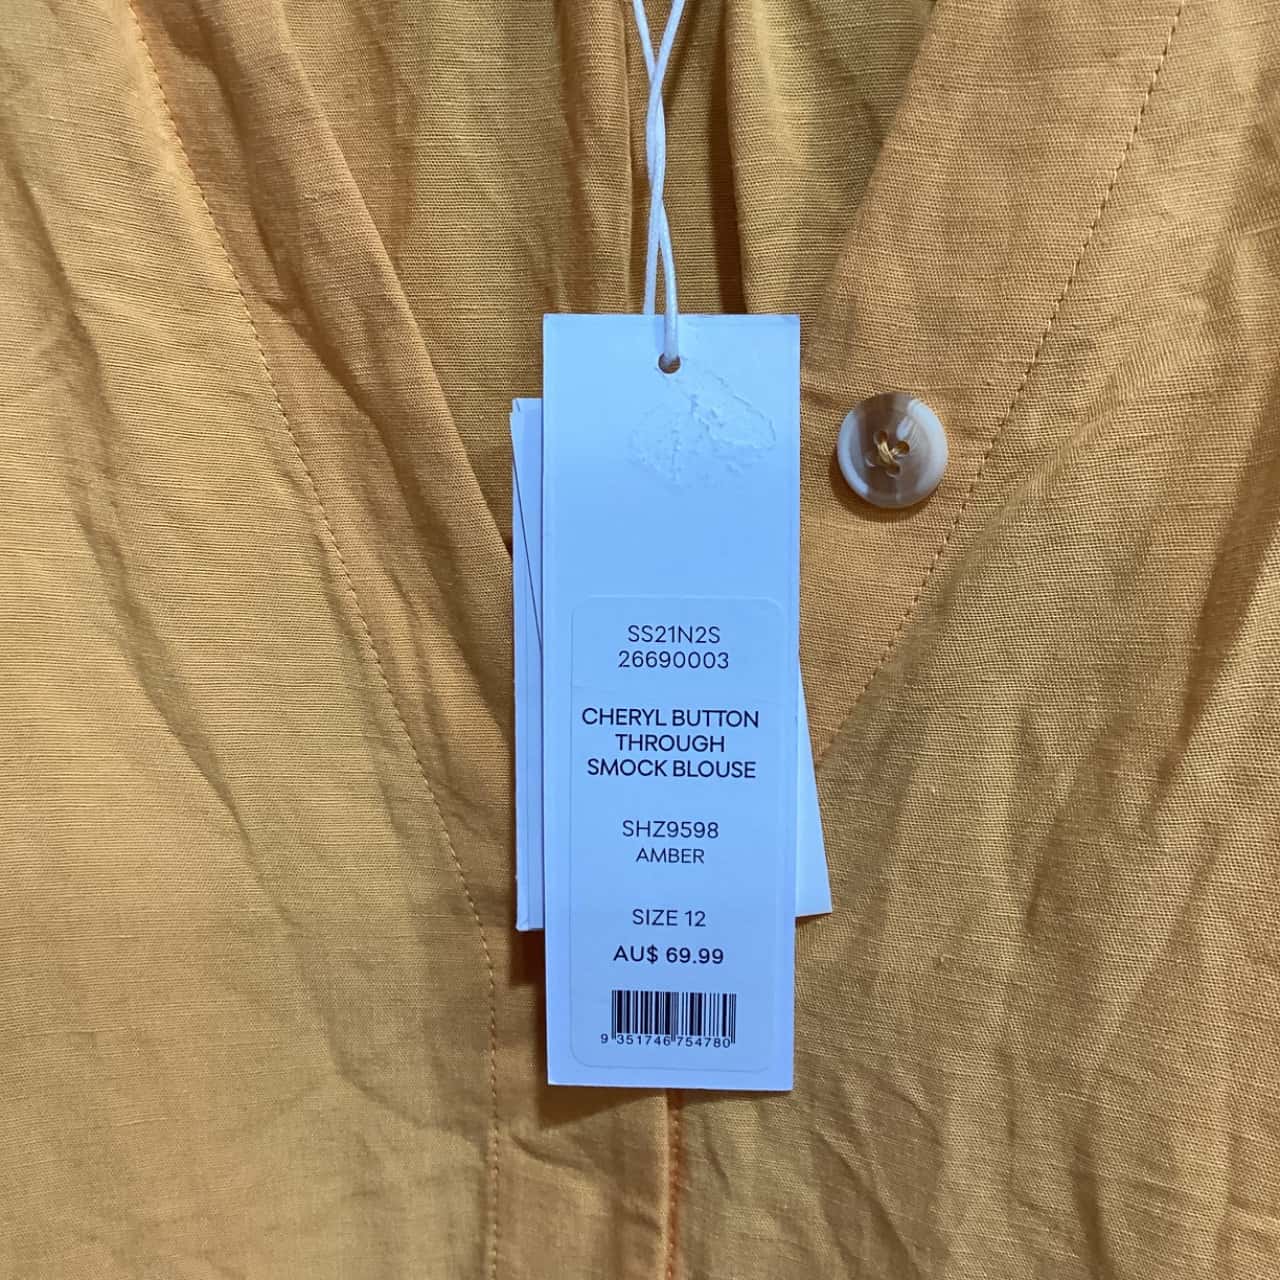 SS21N2S
26690003
CHERYL BUTTON
THROUGH
SMOCK BLOUSE
SHZ9598
AMBER
SIZE 12
AU$ 69.99
9 351746 754780